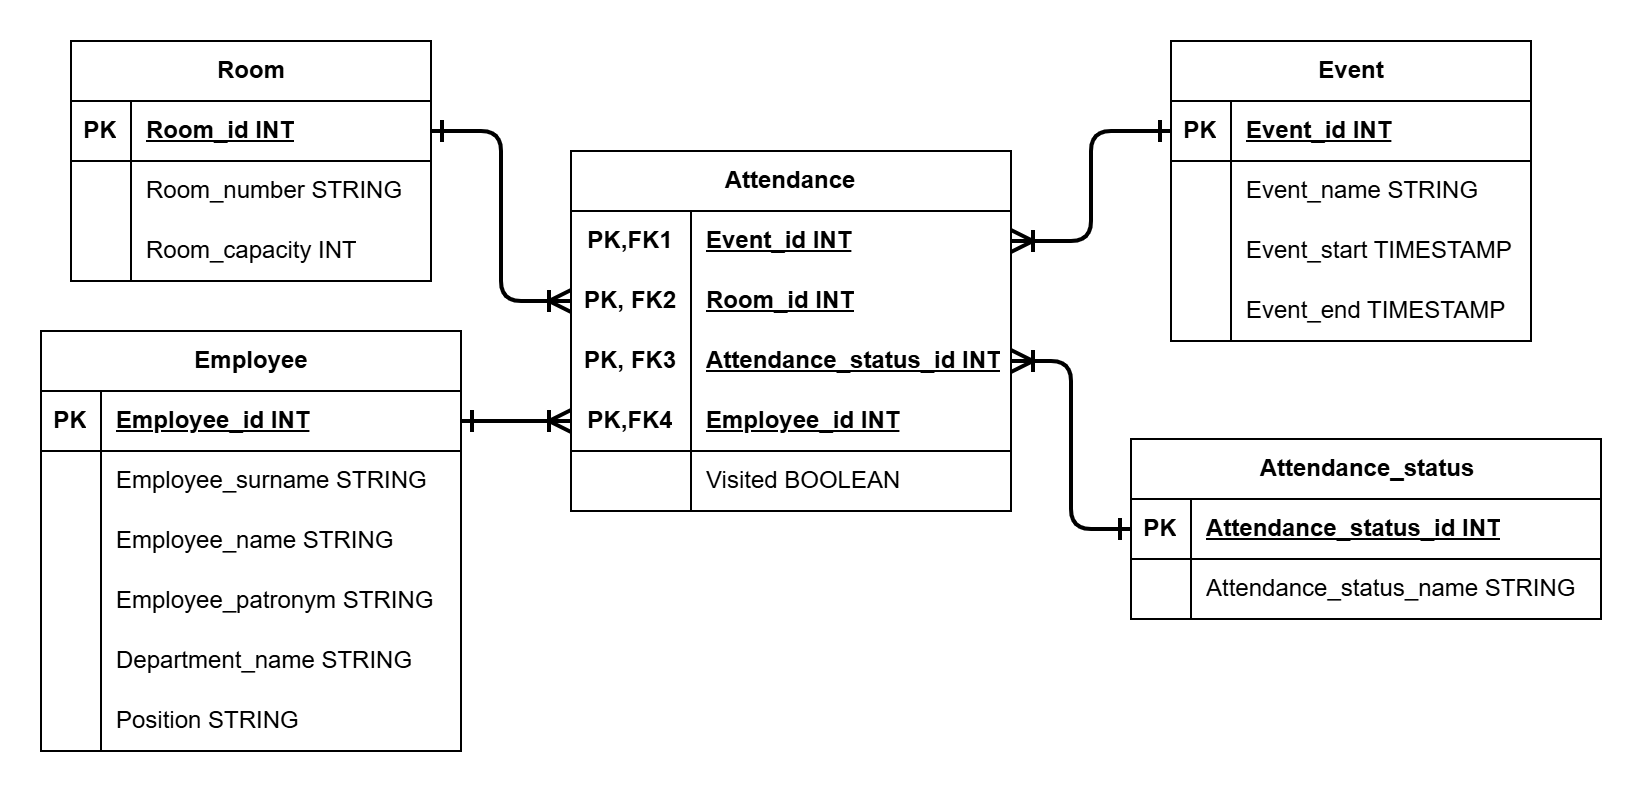 Room
PK Room_id INT
Room_number STRING
Room_capacity INT
Employee
PK Employee_id INT
Employee_surname STRING
Employee_name STRING
Employee_patronym STRING
Department_name STRING
Position STRING
Attendance
PK,FK1 Event_id INT
PK, FK2 Room_id INT
PK, FK3 Attendance_status_id INT
PK,FK4 Employee_id INT
Visited BOOLEAN
Event
PK Event_id INT
Event_name STRING
Event_start TIMESTAMP
Event_end TIMESTAMP
Attendance_status
PK Attendance_status_id INT
Attendance_status_name STRING